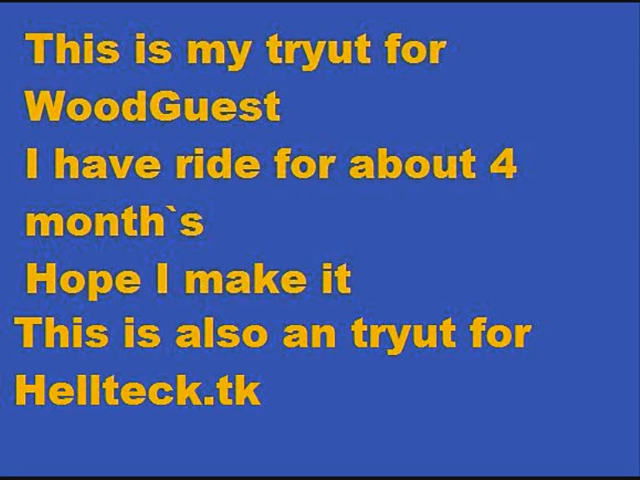 This is my tryut for
WoodGuest
I have ride for about 4
month`s
Hope I make it
This is also an tryut for
Hellteck.tk